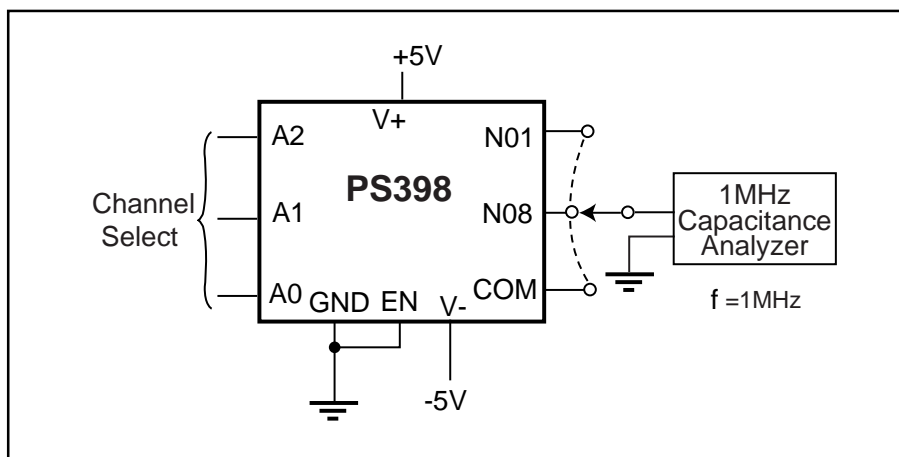 +5V
V+
A2
N01
PS398
Channel
Select
A1
N08
1MHz
Capacitance
Analyzer
A0
GND
EN
V-
COM
f =1MHz
-5V